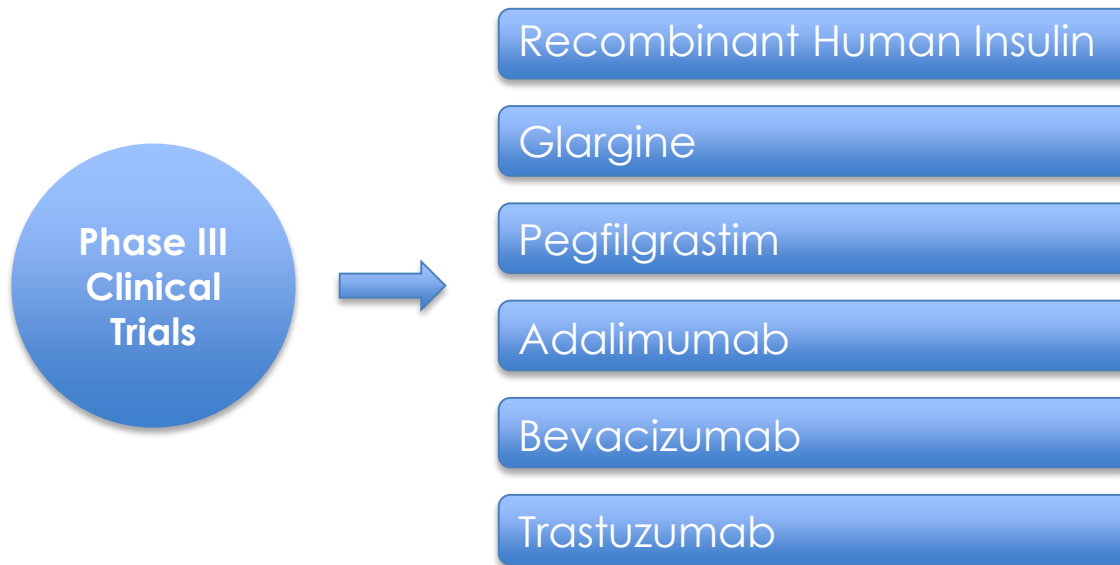 Phase III
Clinical
Trials
Recombinant Human Insulin
Glargine
Pegfilgrastim
Adalimumab
Bevacizumab
Trastuzumab